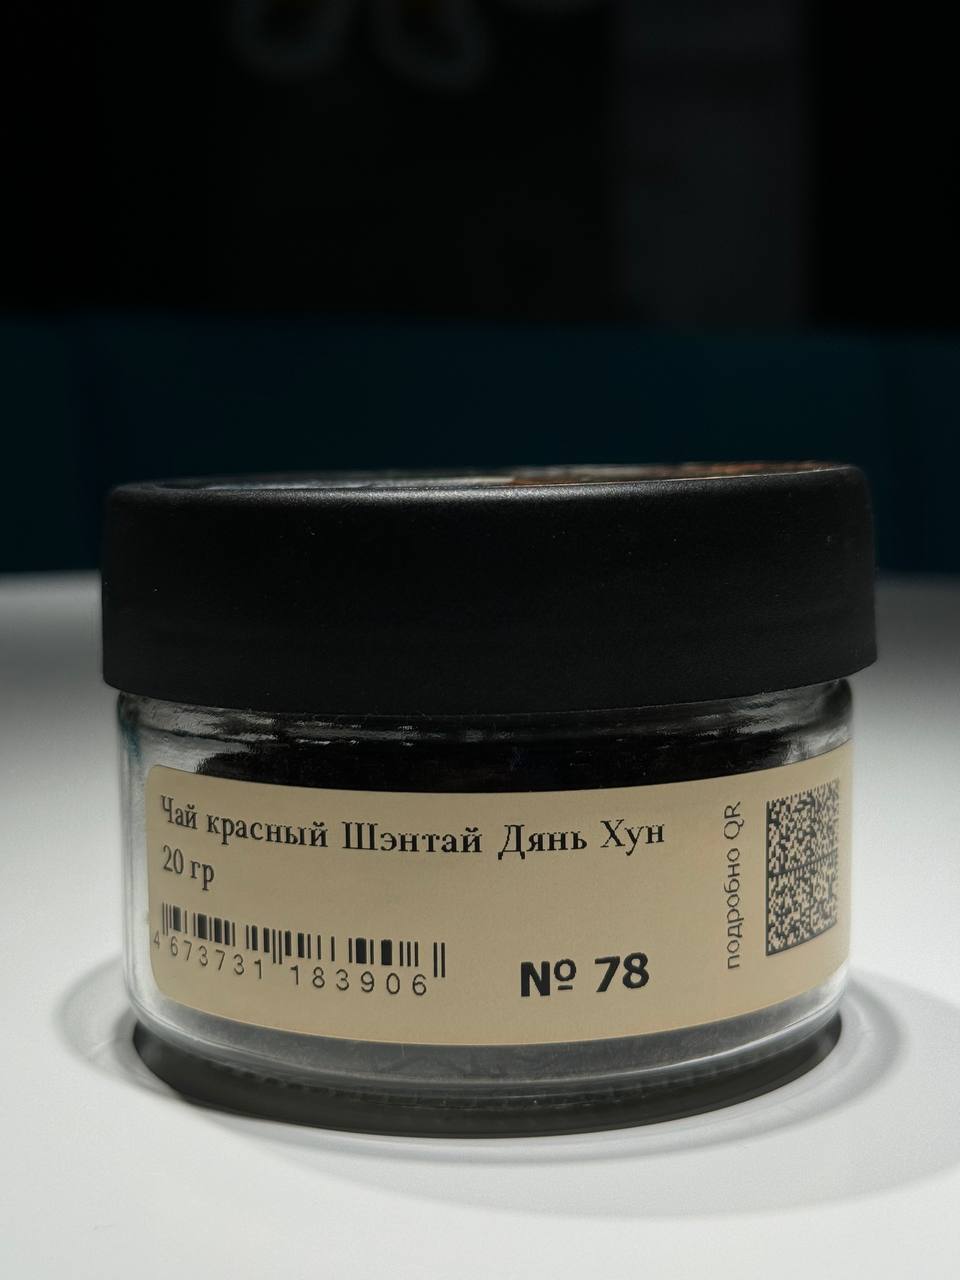 Чай красный Шэнтай Дянь Хун
20 гр
4 673731 183906
№ 78
подробно QR